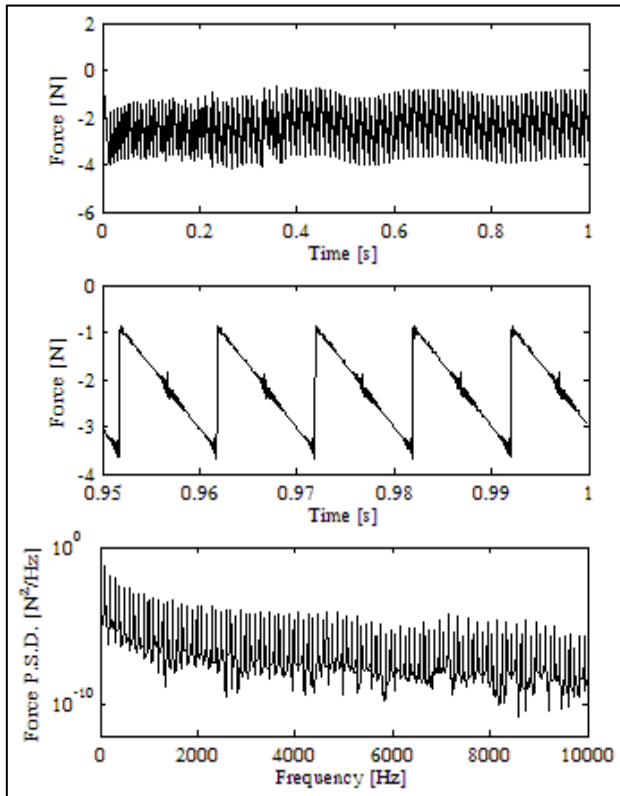 2
0
-2
-4
-6
Force [N]
0 0.2 0.4 0.6 0.8 1
Time [s]
0
-1
-2
-3
-4
Force [N]
0.95 0.96 0.97 0.98 0.99 1
Time [s]
10^0
10^-10
Force P.S.D. [N^2/Hz]
0 2000 4000 6000 8000 10000
Frequency [Hz]